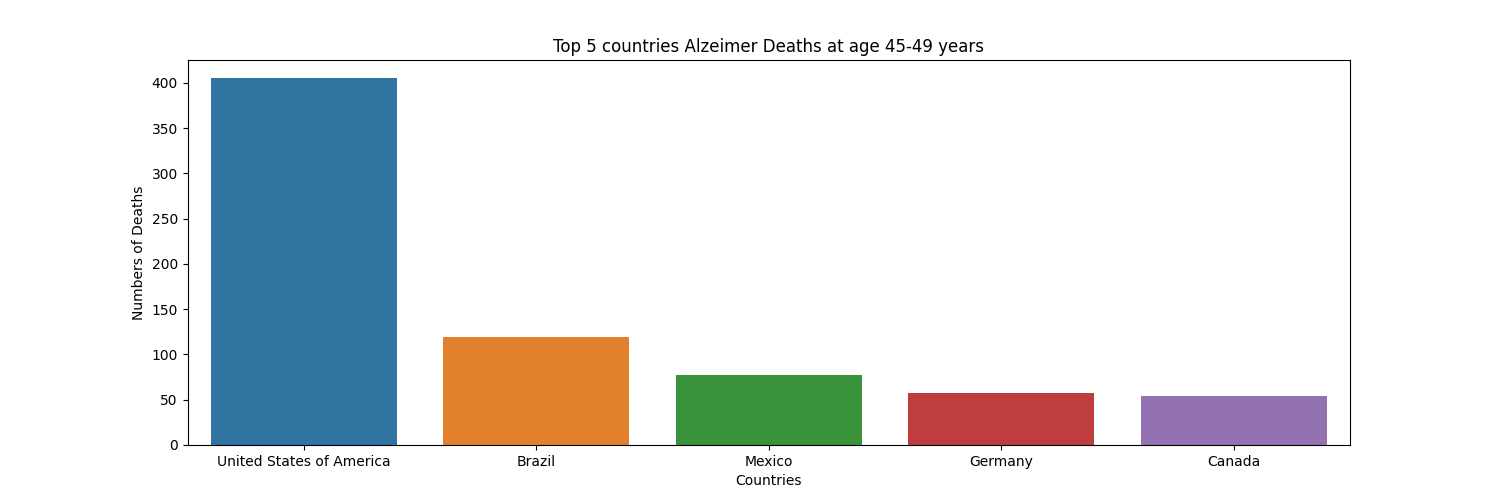 Top 5 countries Alzeimer Deaths at age 45-49 years
Numbers of Deaths
400
350
300
250
200
150
100
50
0
United States of America
Brazil
Mexico
Germany
Canada
Countries